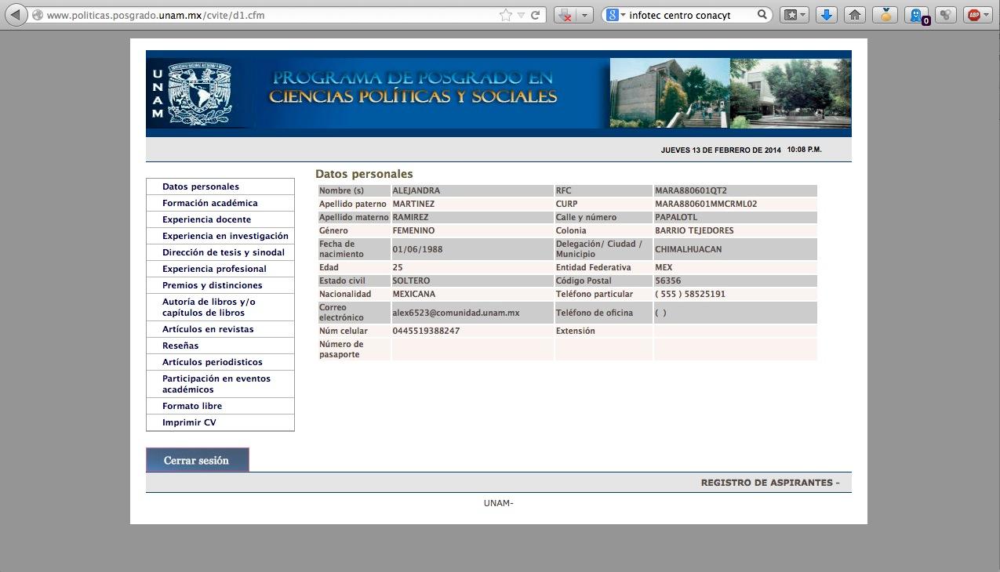 www.politicas.posgrado.unam.mx/cvite/d1.cfm
infotec centro conacyt
0
ABP
UNAM
PROGRAMA DE POSGRADO EN
CIENCIAS POLÍTICAS Y SOCIALES
JUEVES 13 DE FEBRERO DE 2014 10:08 P.M.
Datos personales
Formación académica
Experiencia docente
Experiencia en investigación
Dirección de tesis y sinodal
Experiencia profesional
Premios y distinciones
Autoría de libros y/o
capítulos de libros
Artículos en revistas
Reseñas
Artículos periodisticos
Participación en eventos
académicos
Formato libre
Imprimir CV
Cerrar sesión
Datos personales
Nombre (s) ALEJANDRA RFC MARA880601QT2
Apellido paterno MARTINEZ CURP MARA880601MMCRML02
Apellido materno RAMIREZ Calle y número PAPALOTL
Género FEMENINO Colonia BARRIO TEJEDORES
Fecha de
nacimiento 01/06/1988 Delegación/ Ciudad /
Municipio CHIMALHUACAN
Edad 25 Entidad Federativa MEX
Estado civil SOLTERO Código Postal 56356
Nacionalidad MEXICANA Teléfono particular ( 555 ) 58525191
Correo
electrónico alex6523@comunidad.unam.mx Teléfono de oficina ( )
Núm celular 0445519388247 Extensión
Número de
pasaporte
REGISTRO DE ASPIRANTES -
UNAM-